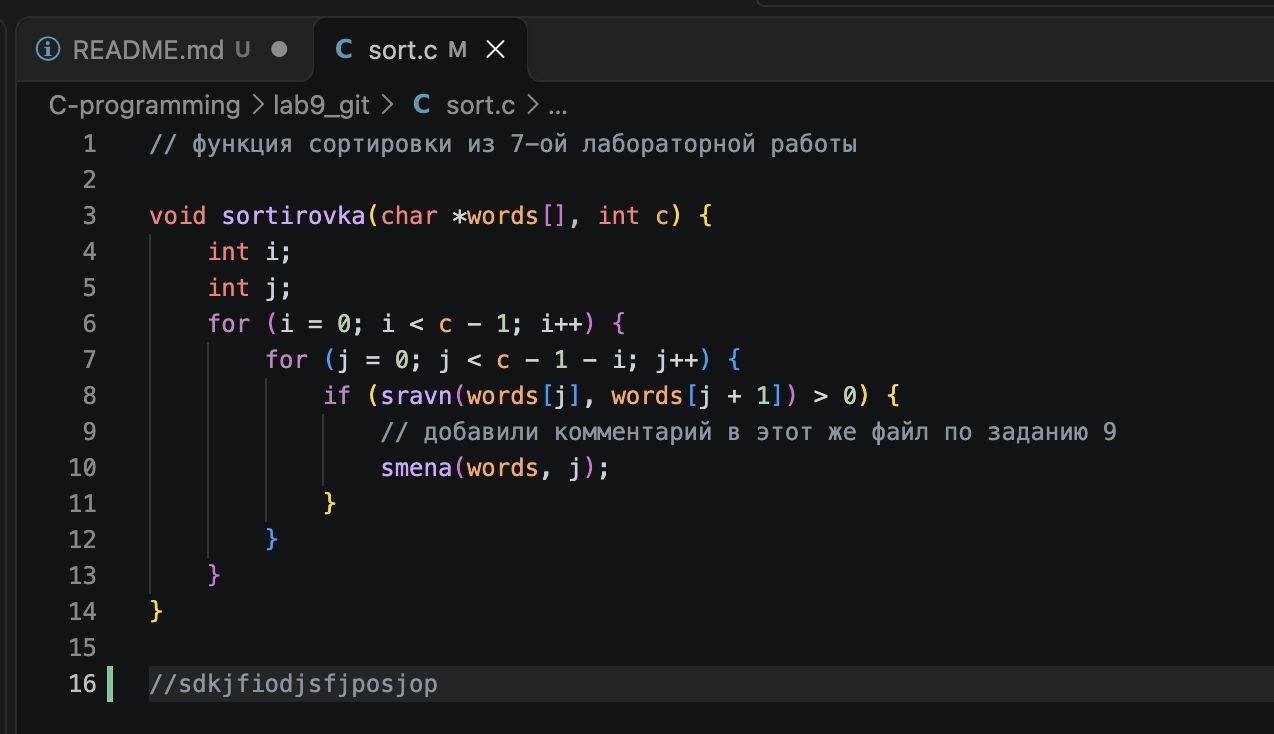 README.md U
C sort.c M
C-programming > lab9_git > C sort.c > ...
1 // функция сортировки из 7-ой лабораторной работы
2
3 void sortirovka(char *words[], int c) {
4     int i;
5     int j;
6     for (i = 0; i < c - 1; i++) {
7         for (j = 0; j < c - 1 - i; j++) {
8             if (sravn(words[j], words[j + 1]) > 0) {
9                 // добавили комментарий в этот же файл по заданию 9
10                 smena(words, j);
11             }
12         }
13     }
14 }
15
16 //sdkjfiodjsfjposjop